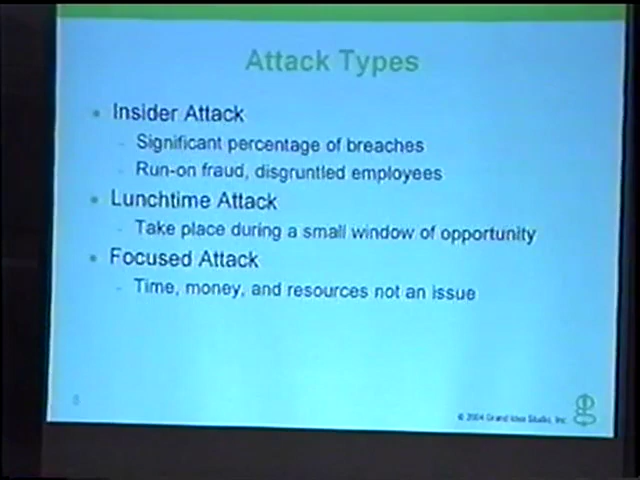 Attack Types
• Insider Attack
- Significant percentage of breaches
- Run-on fraud, disgruntled employees
• Lunchtime Attack
- Take place during a small window of opportunity
• Focused Attack
- Time, money, and resources not an issue
© 2004 Grand Idea Studio, Inc.